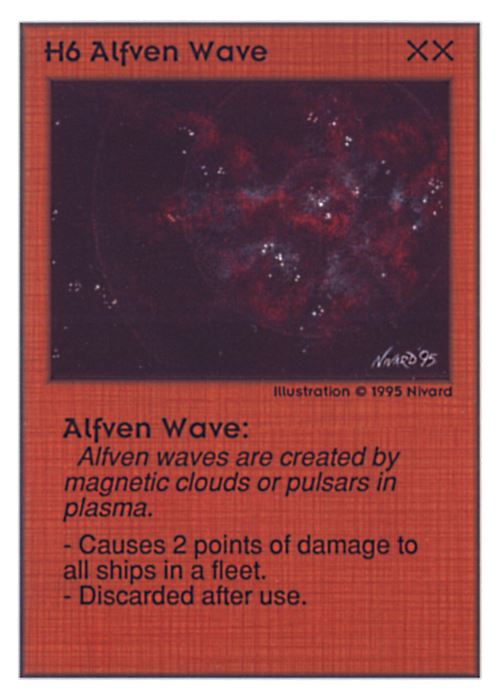 H6 Alfven Wave XX
NIVARD '95
Illustration © 1995 Nivard
Alfven Wave:
Alfven waves are created by
magnetic clouds or pulsars in
plasma.
- Causes 2 points of damage to
all ships in a fleet.
- Discarded after use.